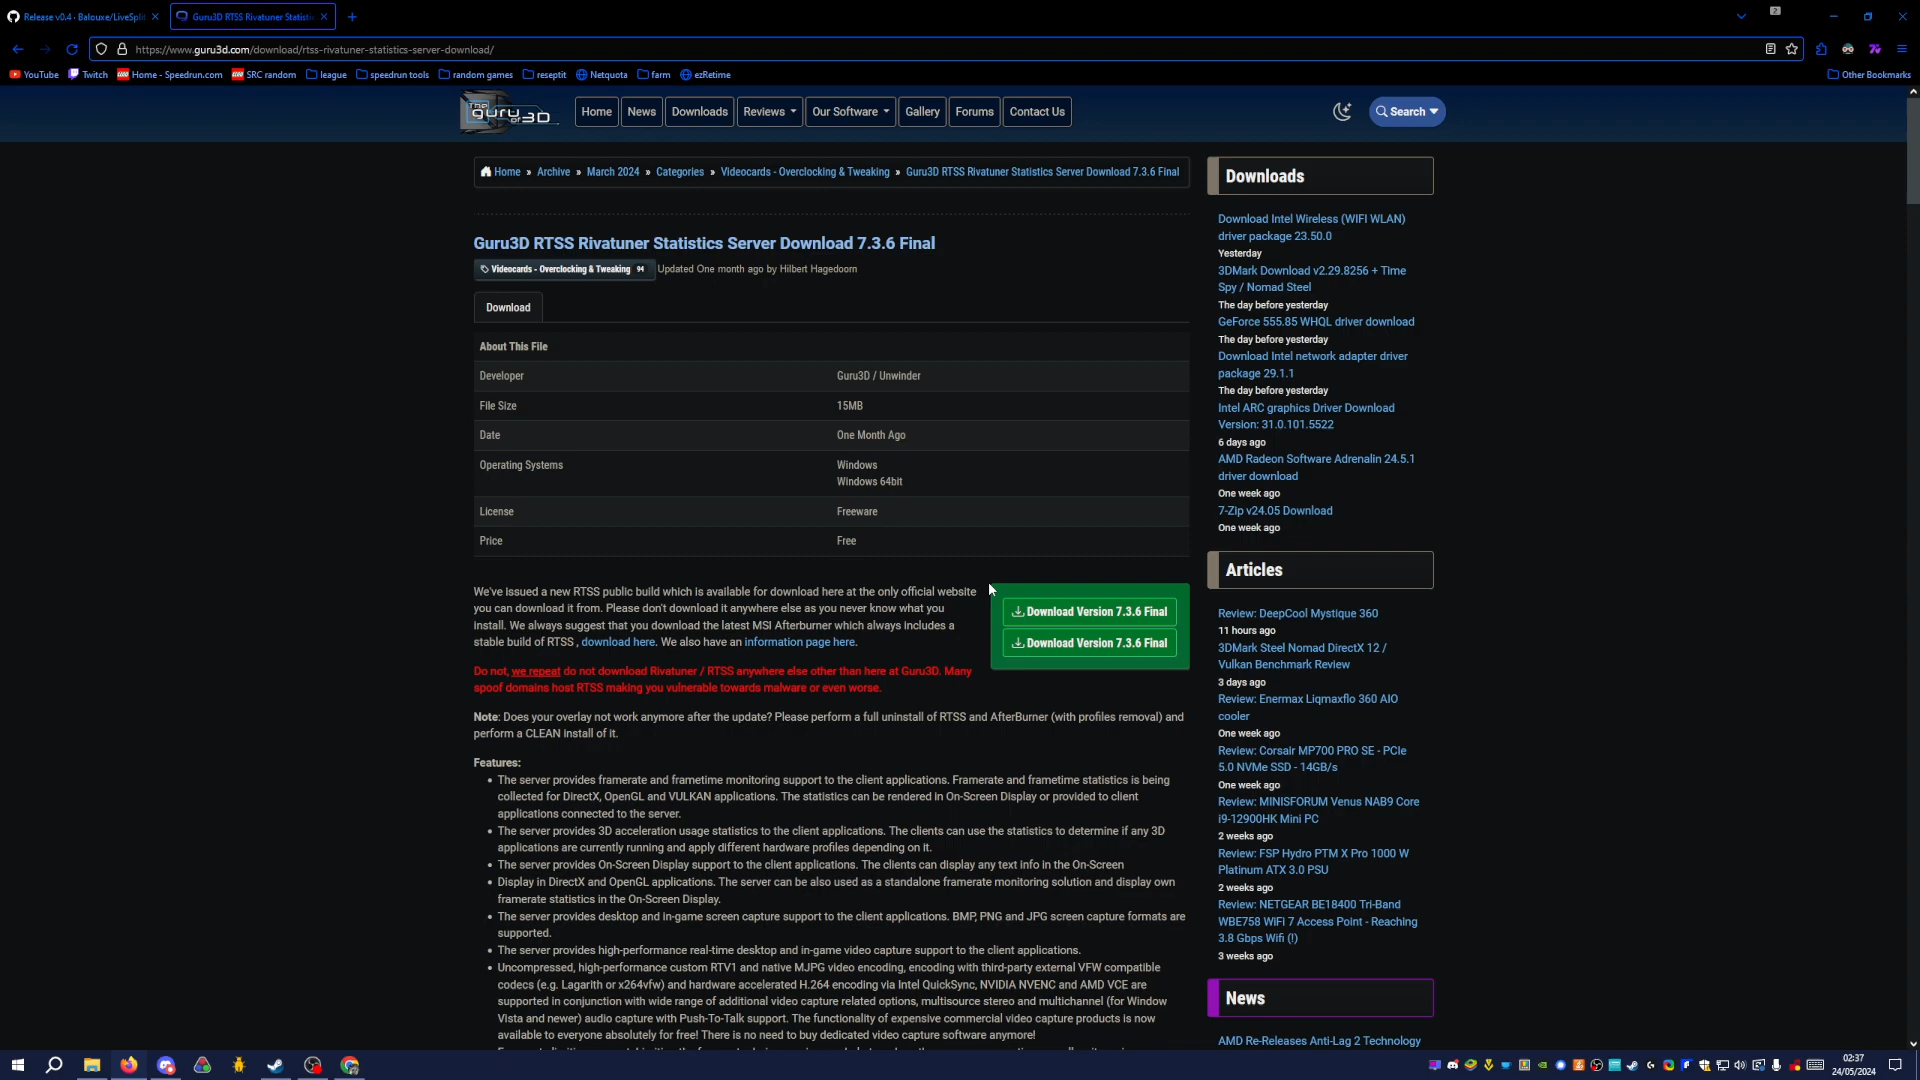 Release v0.4 · Balouxe/LiveSpli
Guru3D RTSS Rivatuner Statisti
2
https://www.guru3d.com/download/rtss-rivatuner-statistics-server-download/
YouTube
Twitch
Home - Speedrun.com
SRC random
league
speedrun tools
random games
reseptit
Netquota
farm
ezRetime
Other Bookmarks
The guru of 3D
Home
News
Downloads
Reviews
Our Software
Gallery
Forums
Contact Us
Search
Home » Archive » March 2024 » Categories » Videocards - Overclocking & Tweaking » Guru3D RTSS Rivatuner Statistics Server Download 7.3.6 Final
Guru3D RTSS Rivatuner Statistics Server Download 7.3.6 Final
Videocards - Overclocking & Tweaking 94 Updated One month ago by Hilbert Hagedoorn
Download
About This File
Developer Guru3D / Unwinder
File Size 15MB
Date One Month Ago
Operating Systems Windows
Windows 64bit
License Freeware
Price Free
We've issued a new RTSS public build which is available for download here at the only official website
you can download it from. Please don't download it anywhere else as you never know what you
install. We always suggest that you download the latest MSI Afterburner which always includes a
stable build of RTSS , download here. We also have an information page here.
Download Version 7.3.6 Final
Download Version 7.3.6 Final
Do not, we repeat do not download Rivatuner / RTSS anywhere else other than here at Guru3D. Many
spoof domains host RTSS making you vulnerable towards malware or even worse.
Note: Does your overlay not work anymore after the update? Please perform a full uninstall of RTSS and AfterBurner (with profiles removal) and
perform a CLEAN install of it.
Features:
• The server provides framerate and frametime monitoring support to the client applications. Framerate and frametime statistics is being
collected for DirectX, OpenGL and VULKAN applications. The statistics can be rendered in On-Screen Display or provided to client
applications connected to the server.
• The server provides 3D acceleration usage statistics to the client applications. The clients can use the statistics to determine if any 3D
applications are currently running and apply different hardware profiles depending on it.
• The server provides On-Screen Display support to the client applications. The clients can display any text info in the On-Screen
• Display in DirectX and OpenGL applications. The server can be also used as a standalone framerate monitoring solution and display own
framerate statistics in the On-Screen Display.
• The server provides desktop and in-game screen capture support to the client applications. BMP, PNG and JPG screen capture formats are
supported.
• The server provides high-performance real-time desktop and in-game video capture support to the client applications.
• Uncompressed, high-performance custom RTV1 and native MJPG video encoding, encoding with third-party external VFW compatible
codecs (e.g. Lagarith or x264vfw) and hardware accelerated H.264 encoding via Intel QuickSync, NVIDIA NVENC and AMD VCE are
supported in conjunction with wide range of additional video capture related options, multisource stereo and multichannel (for Window
Vista and newer) audio capture with Push-To-Talk support. The functionality of expensive commercial video capture products is now
available to everyone absolutely for free! There is no need to buy dedicated video capture software anymore!
Downloads
Download Intel Wireless (WIFI WLAN)
driver package 23.50.0
Yesterday
3DMark Download v2.29.8256 + Time
Spy / Nomad Steel
The day before yesterday
GeForce 555.85 WHQL driver download
The day before yesterday
Download Intel network adapter driver
package 29.1.1
The day before yesterday
Intel ARC graphics Driver Download
Version: 31.0.101.5522
6 days ago
AMD Radeon Software Adrenalin 24.5.1
driver download
One week ago
7-Zip v24.05 Download
One week ago
Articles
Review: DeepCool Mystique 360
11 hours ago
3DMark Steel Nomad DirectX 12 /
Vulkan Benchmark Review
3 days ago
Review: Enermax Liqmaxflo 360 AIO
cooler
One week ago
Review: Corsair MP700 PRO SE - PCIe
5.0 NVMe SSD - 14GB/s
One week ago
Review: MINISFORUM Venus NAB9 Core
i9-12900HK Mini PC
2 weeks ago
Review: FSP Hydro PTM X Pro 1000 W
Platinum ATX 3.0 PSU
2 weeks ago
Review: NETGEAR BE18400 Tri-Band
WBE758 WiFi 7 Access Point - Reaching
3.8 Gbps Wifi (!)
3 weeks ago
News
AMD Re-Releases Anti-Lag 2 Technology
02:37
24/05/2024